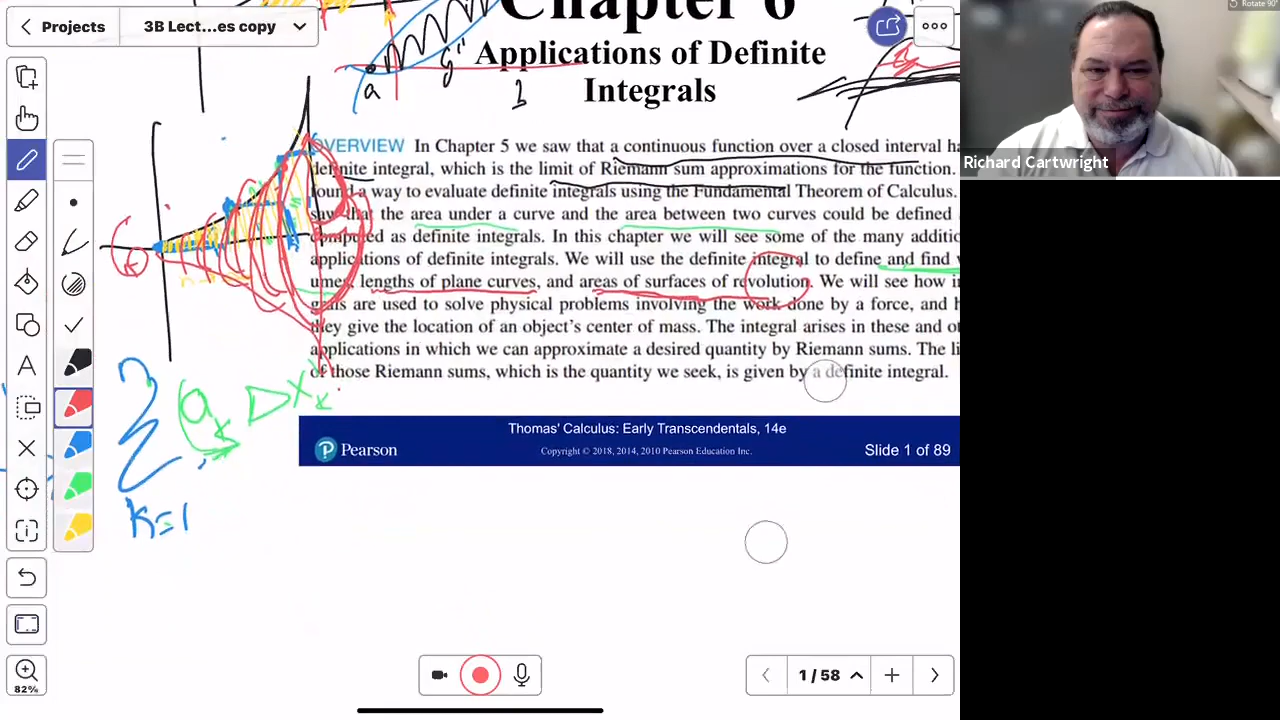 Projects
3B Lect...es copy
Rotate 90°
Chapter 6
Applications of Definite
Integrals
a
b
Richard Cartwright
OVERVIEW In Chapter 5 we saw that a continuous function over a closed interval ha
definite integral, which is the limit of Riemann sum approximations for the function.
found a way to evaluate definite integrals using the Fundamental Theorem of Calculus.
saw that the area under a curve and the area between two curves could be defined
computed as definite integrals. In this chapter we will see some of the many additio
applications of definite integrals. We will use the definite integral to define and find v
umes, lengths of plane curves, and areas of surfaces of revolution. We will see how in
grals are used to solve physical problems involving the work done by a force, and h
they give the location of an object's center of mass. The integral arises in these and ot
applications in which we can approximate a desired quantity by Riemann sums. The li
of those Riemann sums, which is the quantity we seek, is given by a definite integral.
A
k=1
Pearson
Thomas' Calculus: Early Transcendentals, 14e
Copyright © 2018, 2014, 2010 Pearson Education Inc.
Slide 1 of 89
82%
1 / 58